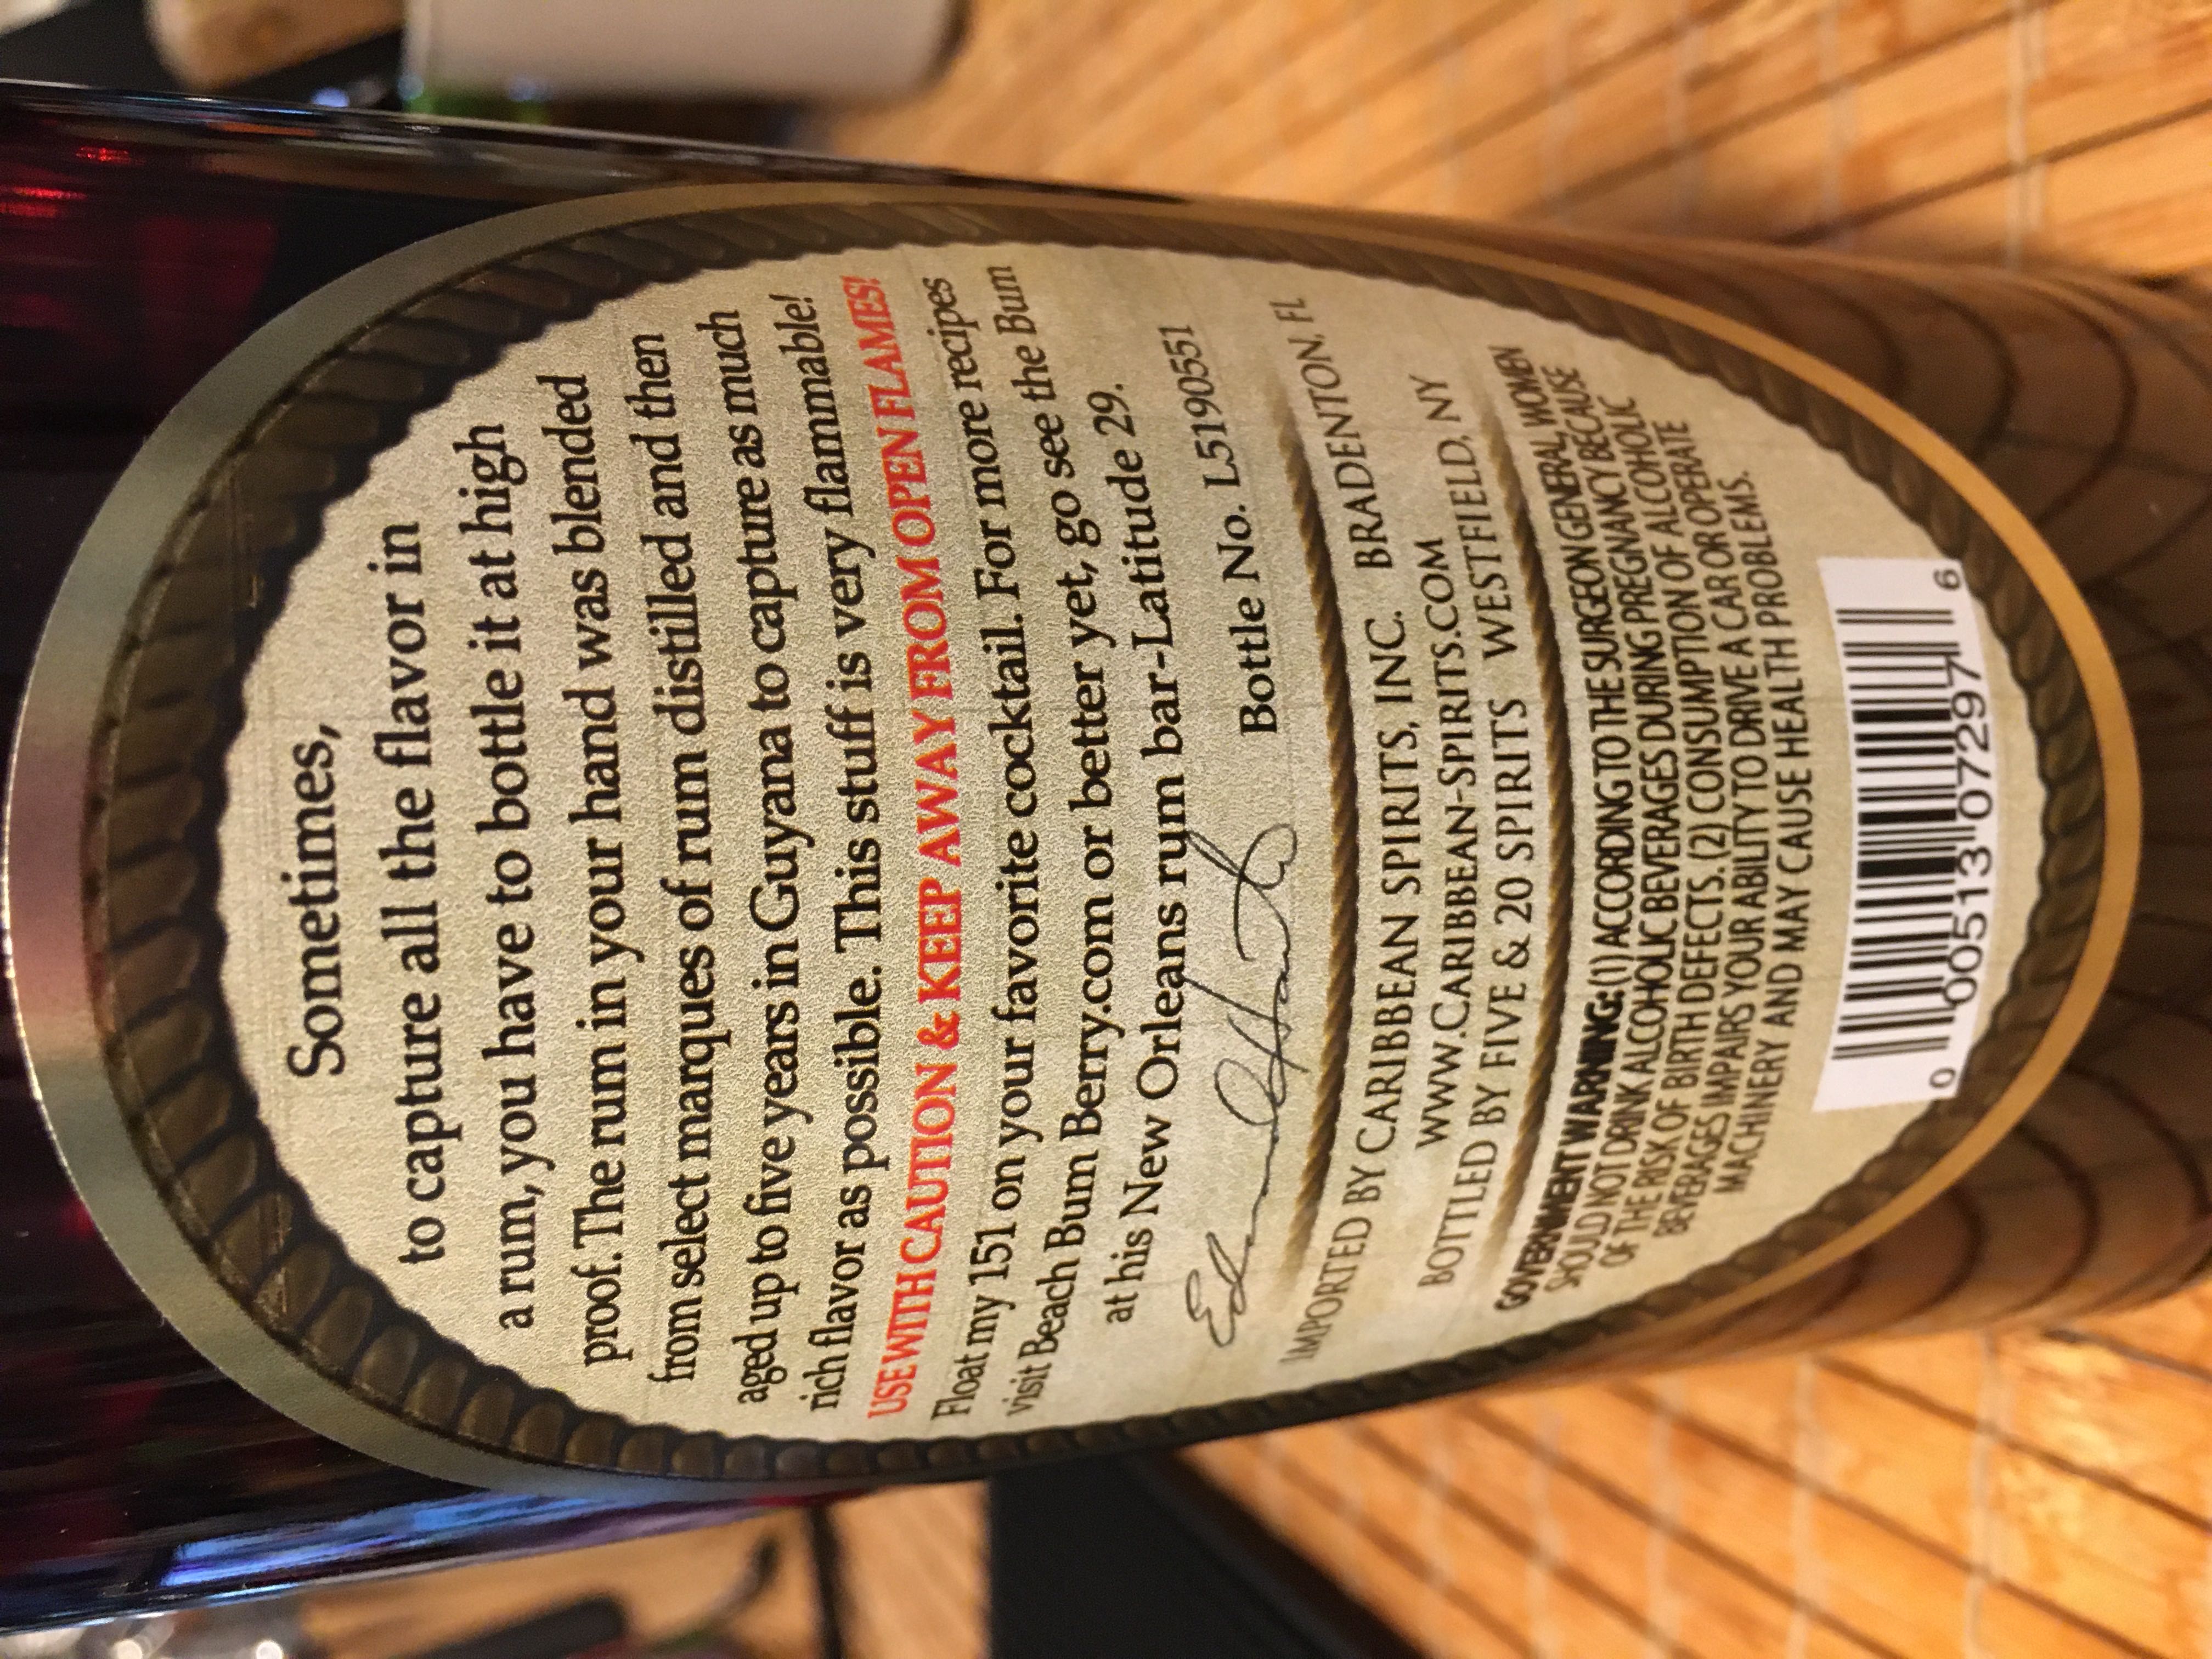 Sometimes,
to capture all the flavor in
a rum, you have to bottle it at high
proof. The rum in your hand was blended
from select marques of rum distilled and then
aged up to five years in Guyana to capture as much
rich flavor as possible. This stuff is very flammable!
USE WITH CAUTION & KEEP AWAY FROM OPEN FLAMES!
Float my 151 on your favorite cocktail. For more recipes
visit Beach Bum Berry.com or better yet, go see the Bum
at his New Orleans rum bar-Latitude 29.
Bottle No. L5190551
IMPORTED BY CARIBBEAN SPIRITS, INC. BRADENTON, FL
WWW.CARIBBEAN-SPIRITS.COM
BOTTLED BY FIVE & 20 SPIRITS WESTFIELD, NY
GOVERNMENT WARNING: (1) ACCORDING TO THE SURGEON GENERAL, WOMEN
SHOULD NOT DRINK ALCOHOLIC BEVERAGES DURING PREGNANCY BECAUSE
OF THE RISK OF BIRTH DEFECTS. (2) CONSUMPTION OF ALCOHOLIC
BEVERAGES IMPAIRS YOUR ABILITY TO DRIVE A CAR OR OPERATE
MACHINERY AND MAY CAUSE HEALTH PROBLEMS.
0 00513 07297 6